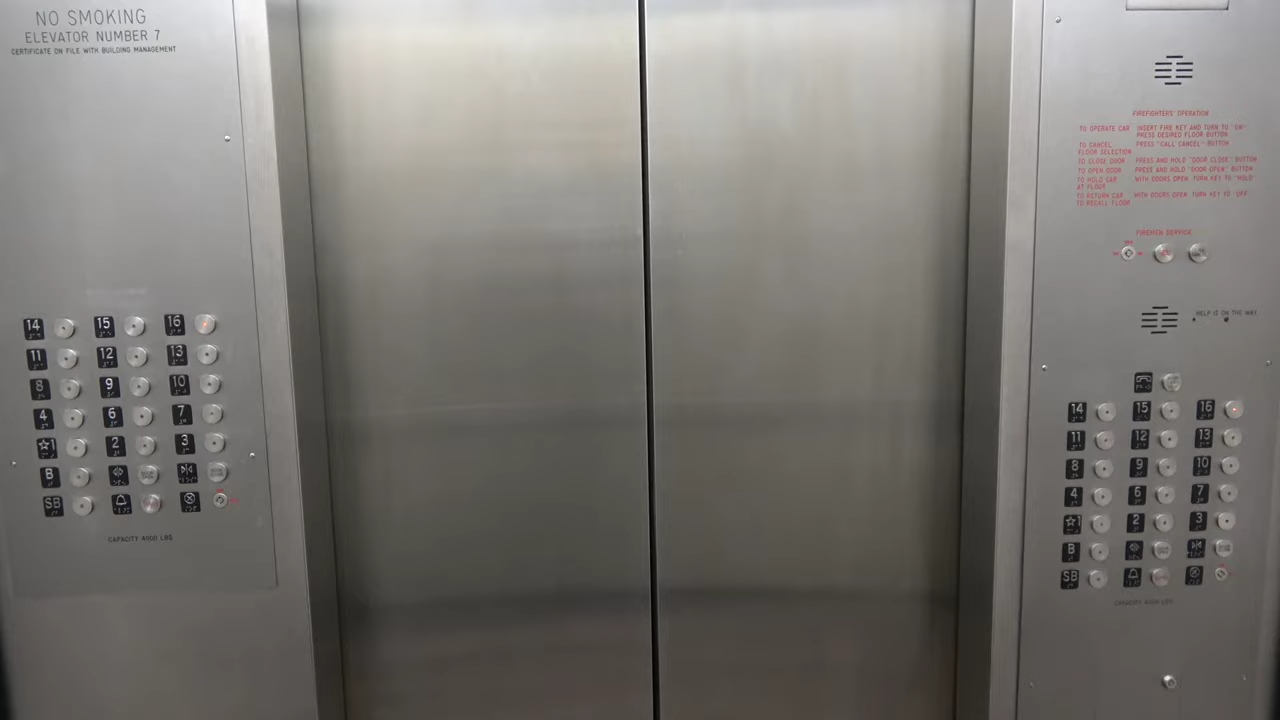 NO SMOKING
ELEVATOR NUMBER 7
CERTIFICATE ON FILE WITH BUILDING MANAGEMENT
14 15 16
11 12 13
8 9 10
4 6 7
☆1 2 3
B
SB
CAPACITY 4000 LBS
FIREFIGHTERS' OPERATION
TO OPERATE CAR INSERT FIRE KEY AND TURN TO "ON"
PRESS DESIRED FLOOR BUTTON
TO CANCEL PRESS "CALL CANCEL" BUTTON
FLOOR SELECTION
TO CLOSE DOOR PRESS AND HOLD "DOOR CLOSE" BUTTON
TO OPEN DOOR PRESS AND HOLD "DOOR OPEN" BUTTON
TO HOLD CAR WITH DOORS OPEN, TURN KEY TO "HOLD"
AT FLOOR
TO RETURN CAR WITH DOORS OPEN, TURN KEY TO "OFF"
TO RECALL FLOOR
FIREMEN SERVICE
HELP IS ON THE WAY
14 15 16
11 12 13
8 9 10
4 6 7
☆1 2 3
B
SB
CAPACITY 4000 LBS